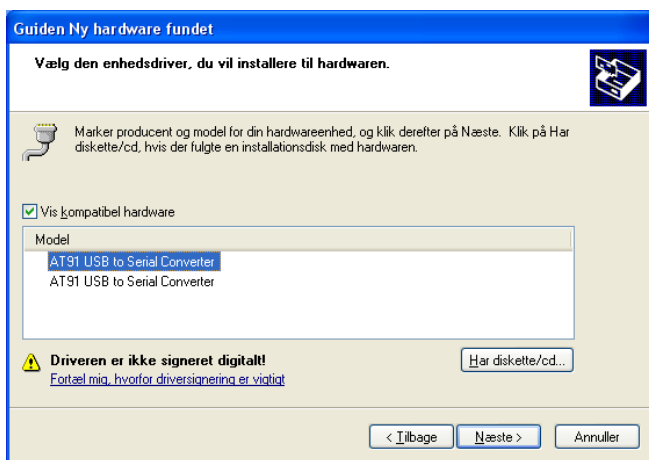 Guiden Ny hardware fundet
Vælg den enhedsdriver, du vil installere til hardwaren.
Marker producent og model for din hardwareenhed, og klik derefter på Næste. Klik på Har
diskette/cd, hvis der fulgte en installationsdisk med hardwaren.
Vis kompatibel hardware
Model
AT91 USB to Serial Converter
AT91 USB to Serial Converter
Driveren er ikke signeret digitalt!
Har diskette/cd...
Fortæl mig, hvorfor driversignering er vigtigt
< Tilbage
Næste >
Annuller